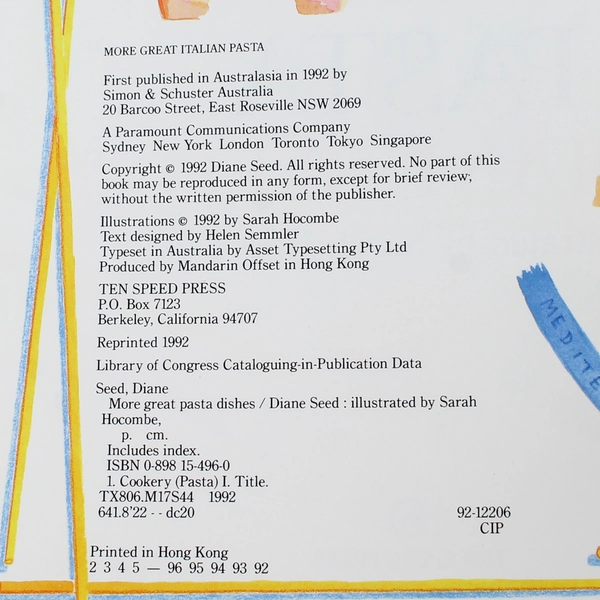 MORE GREAT ITALIAN PASTA
First published in Australasia in 1992 by
Simon & Schuster Australia
20 Barcoo Street, East Roseville NSW 2069
A Paramount Communications Company
Sydney New York London Toronto Tokyo Singapore
Copyright © 1992 Diane Seed. All rights reserved. No part of this
book may be reproduced in any form, except for brief review,
without the written permission of the publisher.
Illustrations © 1992 by Sarah Hocombe
Text designed by Helen Semmler
Typeset in Australia by Asset Typesetting Pty Ltd
Produced by Mandarin Offset in Hong Kong
TEN SPEED PRESS
P.O. Box 7123
Berkeley, California 94707
Reprinted 1992
Library of Congress Cataloguing-in-Publication Data
Seed, Diane
More great pasta dishes / Diane Seed : illustrated by Sarah
Hocombe,
p. cm.
Includes index.
ISBN 0-898 15-496-0
1. Cookery (Pasta) I. Title.
TX806.M17S44 1992
641.8'22 - - dc20 92-12206
CIP
Printed in Hong Kong
2 3 4 5 — 96 95 94 93 92
MEDITE